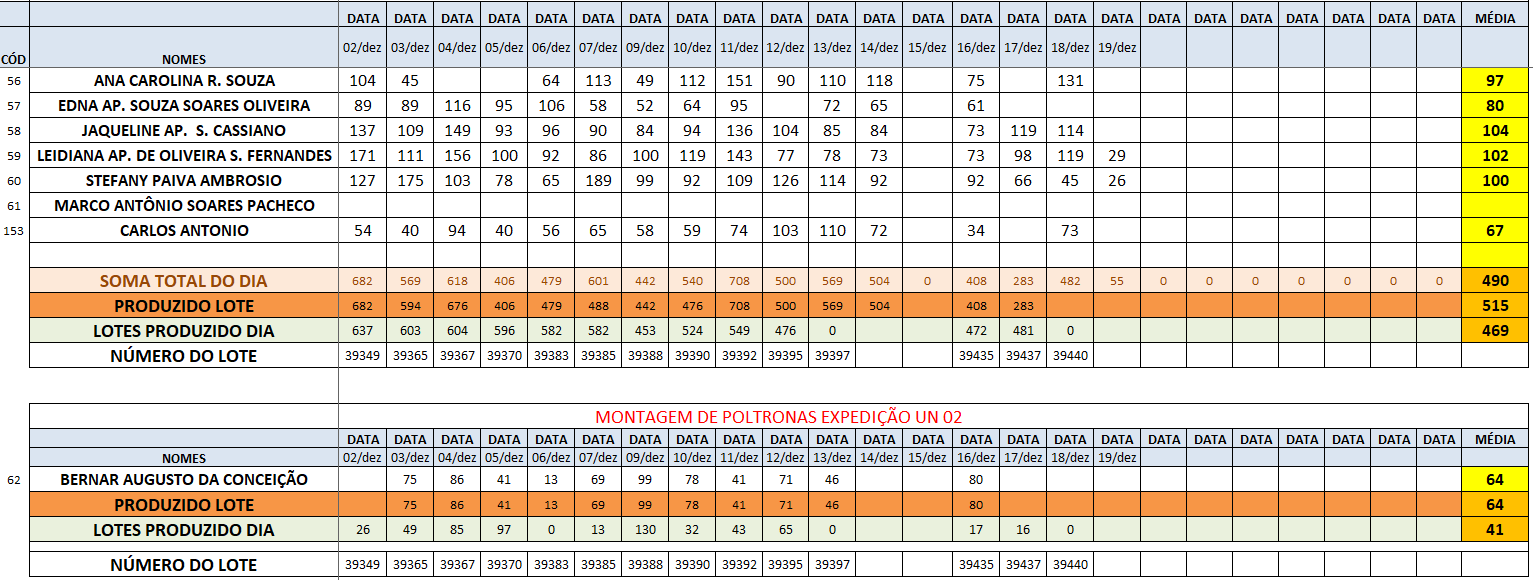 DATA DATA DATA DATA DATA DATA DATA DATA DATA DATA DATA DATA DATA DATA DATA DATA DATA DATA DATA DATA DATA DATA DATA DATA MÉDIA
CÓD NOMES 02/dez 03/dez 04/dez 05/dez 06/dez 07/dez 09/dez 10/dez 11/dez 12/dez 13/dez 14/dez 15/dez 16/dez 17/dez 18/dez 19/dez
56 ANA CAROLINA R. SOUZA 104 45 64 113 49 112 151 90 110 118 75 131 97
57 EDNA AP. SOUZA SOARES OLIVEIRA 89 89 116 95 106 58 52 64 95 72 65 61 80
58 JAQUELINE AP. S. CASSIANO 137 109 149 93 96 90 84 94 136 104 85 84 73 119 114 104
59 LEIDIANA AP. DE OLIVEIRA S. FERNANDES 171 111 156 100 92 86 100 119 143 77 78 73 73 98 119 29 102
60 STEFANY PAIVA AMBROSIO 127 175 103 78 65 189 99 92 109 126 114 92 92 66 45 26 100
61 MARCO ANTÔNIO SOARES PACHECO
153 CARLOS ANTONIO 54 40 94 40 56 65 58 59 74 103 110 72 34 73 67
SOMA TOTAL DO DIA 682 569 618 406 479 601 442 540 708 500 569 504 0 408 283 482 55 0 0 0 0 0 0 0 490
PRODUZIDO LOTE 682 594 676 406 479 488 442 476 708 500 569 504 408 283 515
LOTES PRODUZIDO DIA 637 603 604 596 582 582 453 524 549 476 0 472 481 0 469
NÚMERO DO LOTE 39349 39365 39367 39370 39383 39385 39388 39390 39392 39395 39397 39435 39437 39440
MONTAGEM DE POLTRONAS EXPEDIÇÃO UN 02
DATA DATA DATA DATA DATA DATA DATA DATA DATA DATA DATA DATA DATA DATA DATA DATA DATA DATA DATA DATA DATA DATA DATA DATA MÉDIA
NOMES 02/dez 03/dez 04/dez 05/dez 06/dez 07/dez 09/dez 10/dez 11/dez 12/dez 13/dez 14/dez 15/dez 16/dez 17/dez 18/dez 19/dez
62 BERNAR AUGUSTO DA CONCEIÇÃO 75 86 41 13 69 99 78 41 71 46 80 64
PRODUZIDO LOTE 75 86 41 13 69 99 78 41 71 46 80 64
LOTES PRODUZIDO DIA 26 49 85 97 0 13 130 32 43 65 0 17 16 0 41
NÚMERO DO LOTE 39349 39365 39367 39370 39383 39385 39388 39390 39392 39395 39397 39435 39437 39440